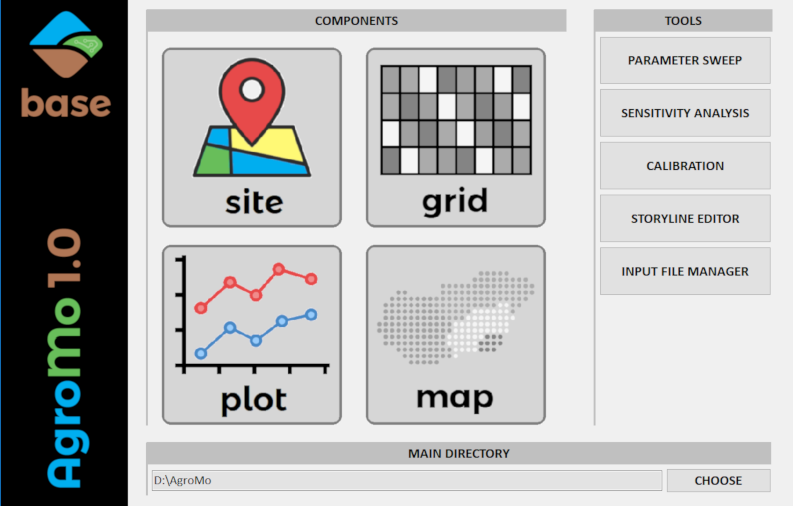 base
AgroMo 1.0
COMPONENTS
site
grid
plot
map
TOOLS
PARAMETER SWEEP
SENSITIVITY ANALYSIS
CALIBRATION
STORYLINE EDITOR
INPUT FILE MANAGER
MAIN DIRECTORY
D:\AgroMo
CHOOSE